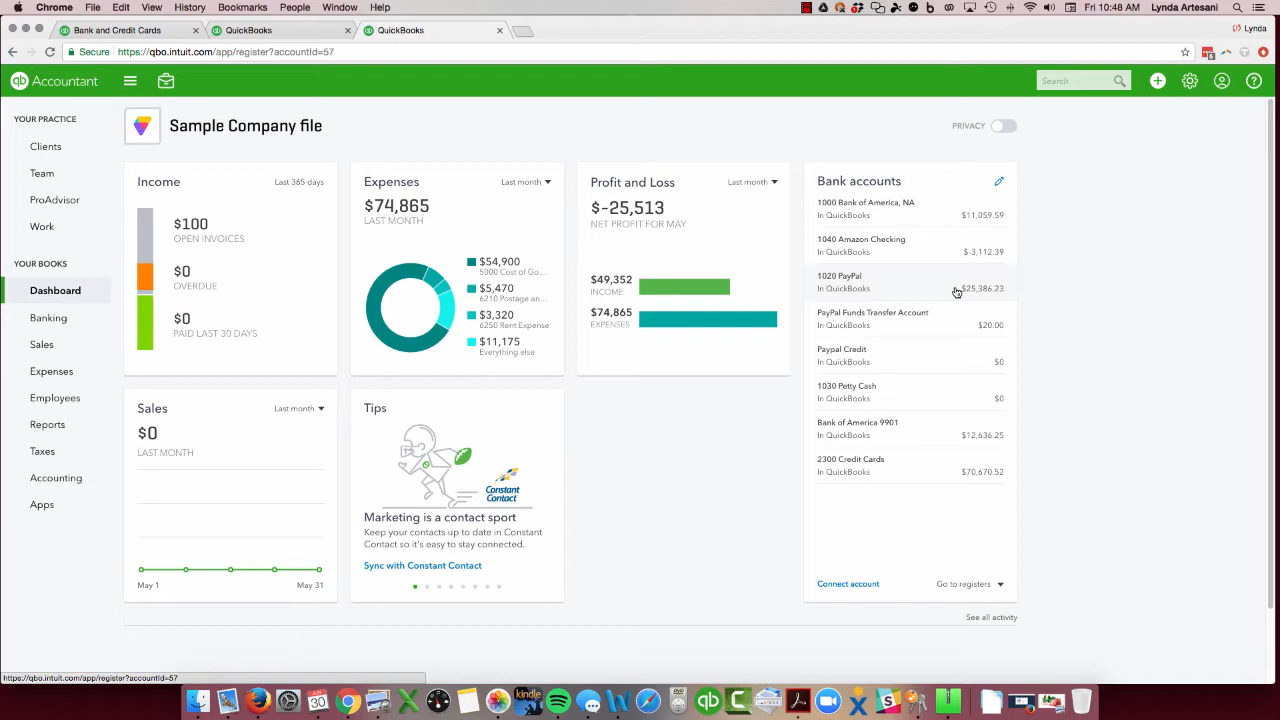 Chrome File Edit View History Bookmarks People Window Help
Fri 10:48 AM Lynda Artesani
Bank and Credit Cards
QuickBooks
QuickBooks
Lynda
Secure https://qbo.intuit.com/app/register?accountId=57
qb Accountant
Search
YOUR PRACTICE
Clients
Team
ProAdvisor
Work
YOUR BOOKS
Dashboard
Banking
Sales
Expenses
Employees
Reports
Taxes
Accounting
Apps
Sample Company file
PRIVACY
Income
Last 365 days
$100
OPEN INVOICES
$0
OVERDUE
$0
PAID LAST 30 DAYS
Expenses
Last month
$74,865
LAST MONTH
$54,900
5000 Cost of Go...
$5,470
6210 Postage an...
$3,320
6250 Rent Expense
$11,175
Everything else
Profit and Loss
Last month
$-25,513
NET PROFIT FOR MAY
$49,352
INCOME
$74,865
EXPENSES
Bank accounts
1000 Bank of America, NA
In QuickBooks $11,059.59
1040 Amazon Checking
In QuickBooks $-3,112.39
1020 PayPal
In QuickBooks $25,386.23
PayPal Funds Transfer Account
In QuickBooks $20.00
Paypal Credit
In QuickBooks $0
1030 Petty Cash
In QuickBooks $0
Bank of America 9901
In QuickBooks $12,636.25
2300 Credit Cards
In QuickBooks $70,670.52
Connect account
Go to registers
See all activity
Sales
Last month
$0
LAST MONTH
May 1
May 31
Tips
Constant
Contact
Marketing is a contact sport
Keep your contacts up to date in Constant
Contact so it's easy to stay connected.
Sync with Constant Contact
https://qbo.intuit.com/app/register?accountId=57
kindle